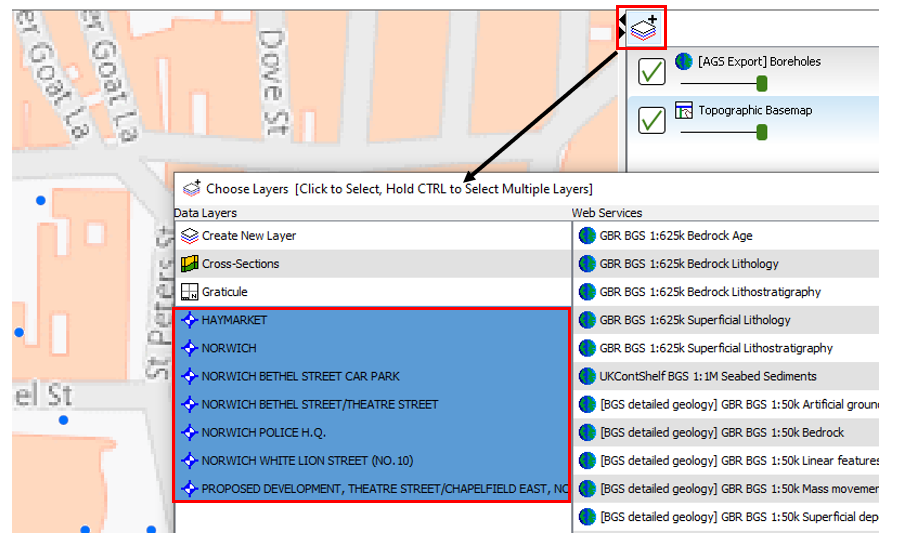 er Goat La
er Goat La
Dove St
St Peters St
el St
[AGS Export] Boreholes
Topographic Basemap
Choose Layers [Click to Select, Hold CTRL to Select Multiple Layers]
Data Layers
Create New Layer
Cross-Sections
Graticule
HAYMARKET
NORWICH
NORWICH BETHEL STREET CAR PARK
NORWICH BETHEL STREET/THEATRE STREET
NORWICH POLICE H.Q.
NORWICH WHITE LION STREET (NO.10)
PROPOSED DEVELOPMENT, THEATRE STREET/CHAPELFIELD EAST, NO
Web Services
GBR BGS 1:625k Bedrock Age
GBR BGS 1:625k Bedrock Lithology
GBR BGS 1:625k Bedrock Lithostratigraphy
GBR BGS 1:625k Superficial Lithology
GBR BGS 1:625k Superficial Lithostratigraphy
UKContShelf BGS 1:1M Seabed Sediments
[BGS detailed geology] GBR BGS 1:50k Artificial groun
[BGS detailed geology] GBR BGS 1:50k Bedrock
[BGS detailed geology] GBR BGS 1:50k Linear features
[BGS detailed geology] GBR BGS 1:50k Mass movemen
[BGS detailed geology] GBR BGS 1:50k Superficial dep